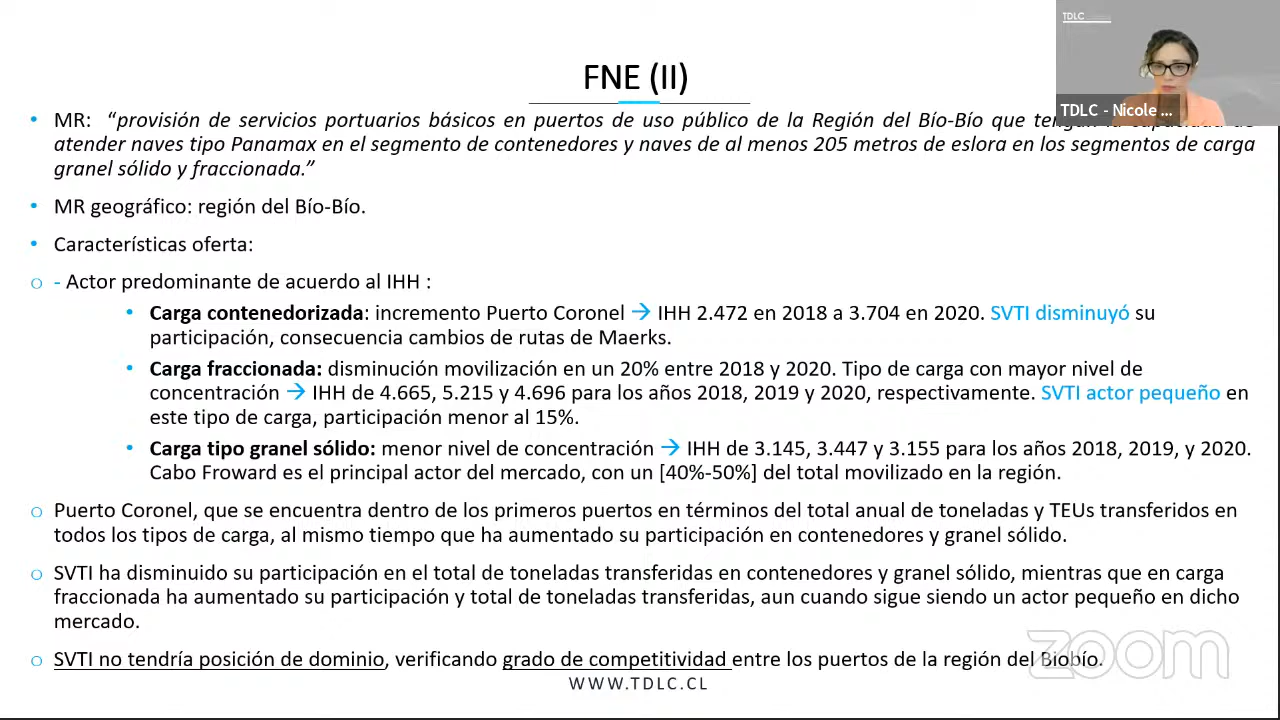 TDLC
FNE (II)
TDLC - Nicole ...
• MR: “provisión de servicios portuarios básicos en puertos de uso público de la Región del Bío-Bío que
atender naves tipo Panamax en el segmento de contenedores y naves de al menos 205 metros de eslora en los segmentos de carga
granel sólido y fraccionada.”
• MR geográfico: región del Bío-Bío.
• Características oferta:
o - Actor predominante de acuerdo al IHH :
• Carga contenedorizada: incremento Puerto Coronel → IHH 2.472 en 2018 a 3.704 en 2020. SVTI disminuyó su
participación, consecuencia cambios de rutas de Maerks.
• Carga fraccionada: disminución movilización en un 20% entre 2018 y 2020. Tipo de carga con mayor nivel de
concentración → IHH de 4.665, 5.215 y 4.696 para los años 2018, 2019 y 2020, respectivamente. SVTI actor pequeño en
este tipo de carga, participación menor al 15%.
• Carga tipo granel sólido: menor nivel de concentración → IHH de 3.145, 3.447 y 3.155 para los años 2018, 2019, y 2020.
Cabo Froward es el principal actor del mercado, con un [40%-50%] del total movilizado en la región.
o Puerto Coronel, que se encuentra dentro de los primeros puertos en términos del total anual de toneladas y TEUs transferidos en
todos los tipos de carga, al mismo tiempo que ha aumentado su participación en contenedores y granel sólido.
o SVTI ha disminuido su participación en el total de toneladas transferidas en contenedores y granel sólido, mientras que en carga
fraccionada ha aumentado su participación y total de toneladas transferidas, aun cuando sigue siendo un actor pequeño en dicho
mercado.
o SVTI no tendría posición de dominio, verificando grado de competitividad entre los puertos de la región del Biobío.
zoom
WWW.TDLC.CL